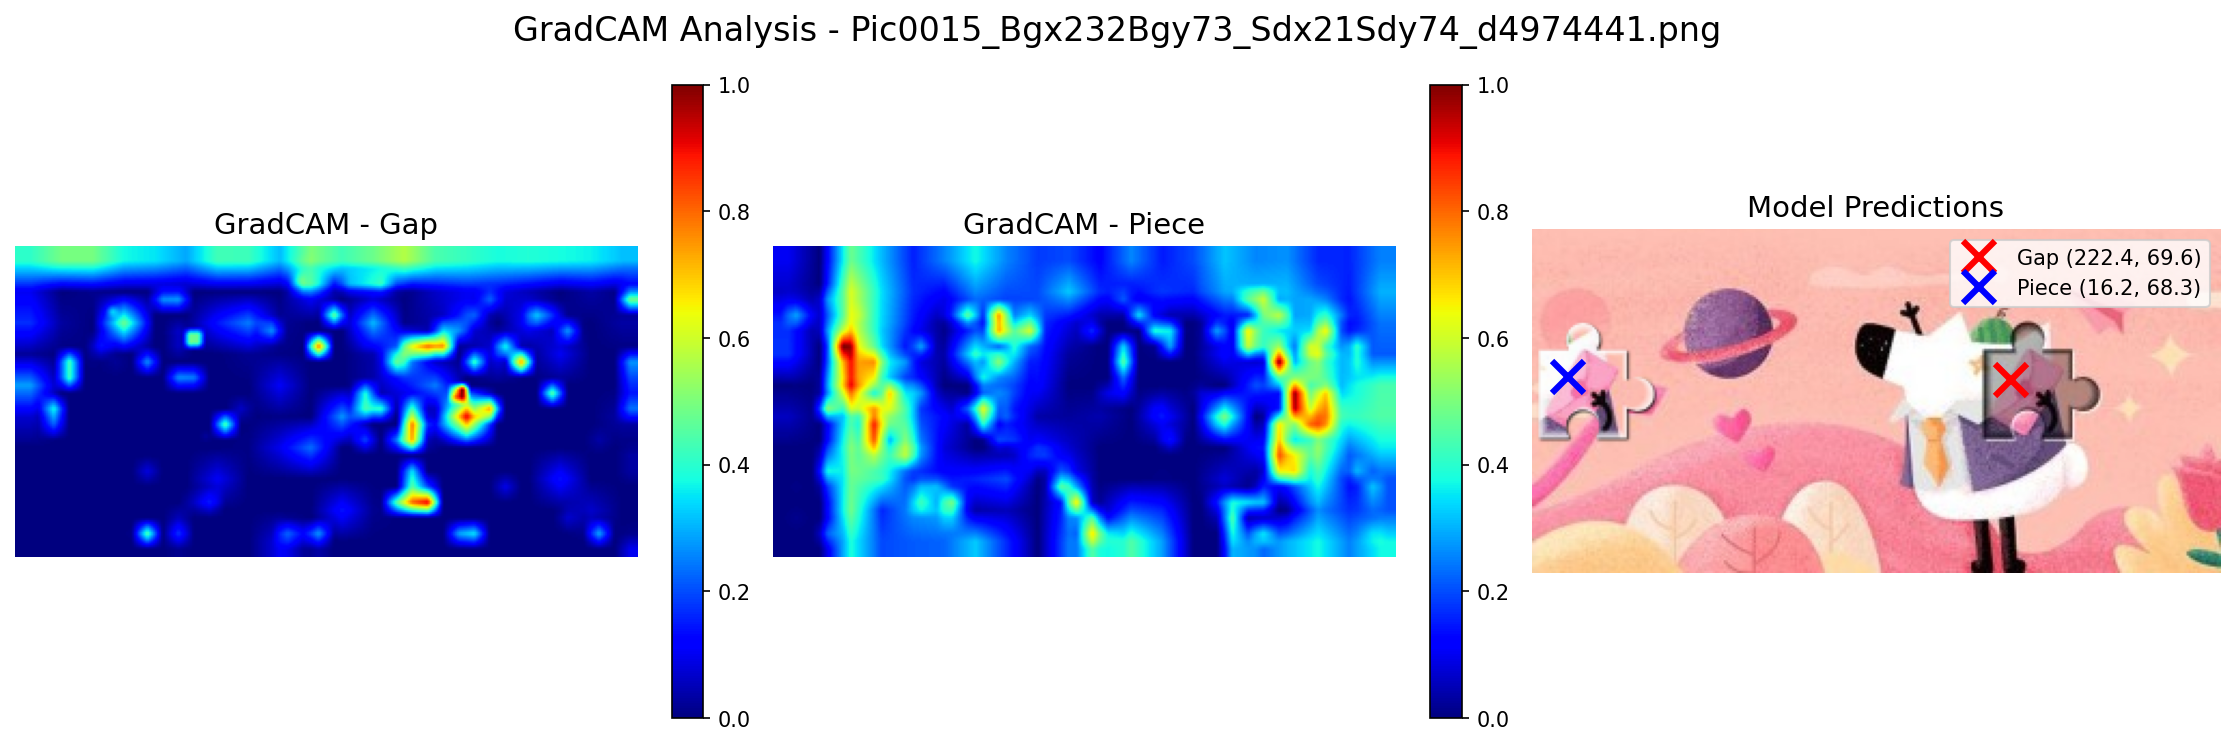 GradCAM Analysis - Pic0015_Bgx232Bgy73_Sdx21Sdy74_d4974441.png
GradCAM - Gap
1.0
0.8
0.6
0.4
0.2
0.0
GradCAM - Piece
1.0
0.8
0.6
0.4
0.2
0.0
Model Predictions
Gap (222.4, 69.6)
Piece (16.2, 68.3)